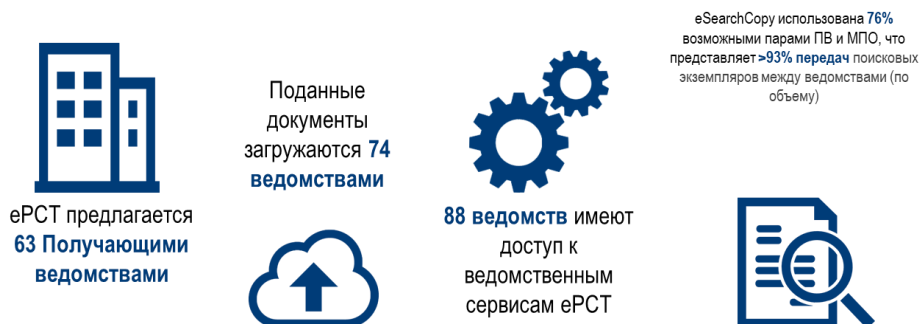 ePCT предлагается
63 Получающими
ведомствами
Поданные
документы
загружаются 74
ведомствами
88 ведомств имеют
доступ к
ведомственным
сервисам ePCT
eSearchCopy использована 76%
возможными парами ПВ и МПО, что
представляет >93% передач поисковых
экземпляров между ведомствами (по
объему)